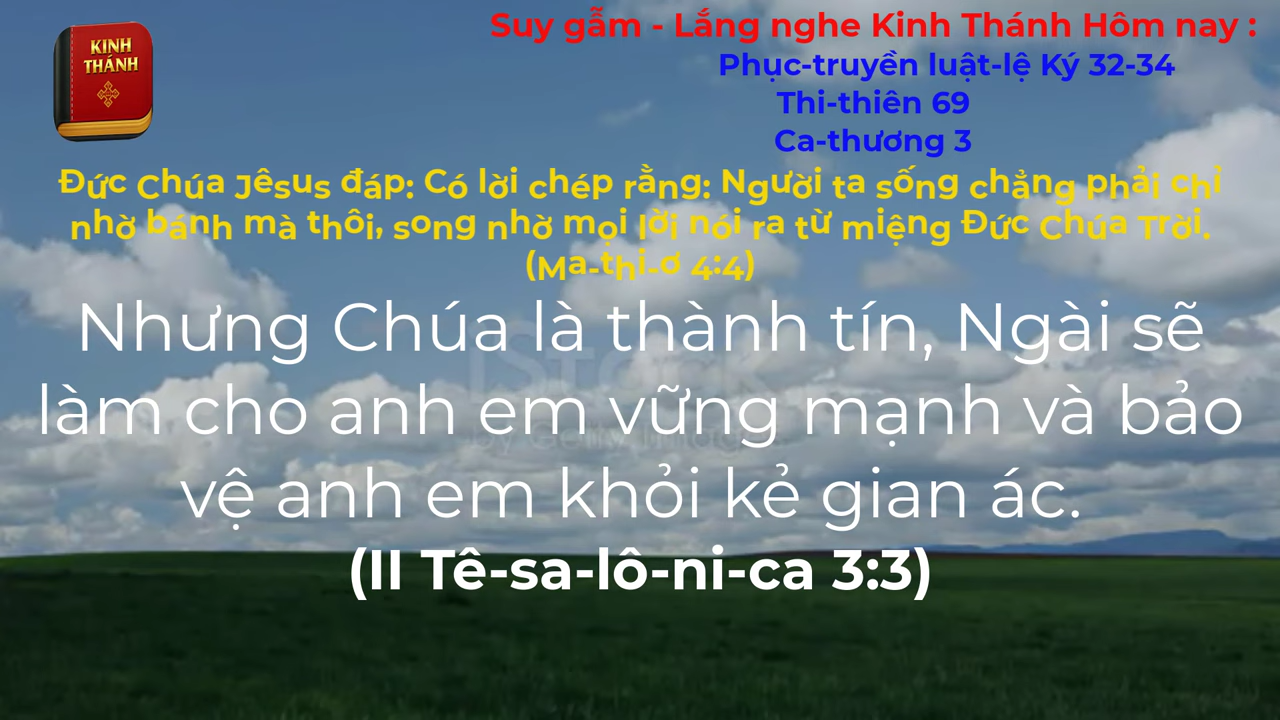 KINH
THÁNH
Suy gẫm - Lắng nghe Kinh Thánh Hôm nay :
Phục-truyền luật-lệ Ký 32-34
Thi-thiên 69
Ca-thương 3
Đức Chúa Jêsus đáp: Có lời chép rằng: Người ta sống chẳng phải chỉ
nhờ bánh mà thôi, song nhờ mọi lời nói ra từ miệng Đức Chúa Trời.
(Ma-thi-ơ 4:4)
Nhưng Chúa là thành tín, Ngài sẽ
làm cho anh em vững mạnh và bảo
vệ anh em khỏi kẻ gian ác.
(II Tê-sa-lô-ni-ca 3:3)
iStock
by Getty Images